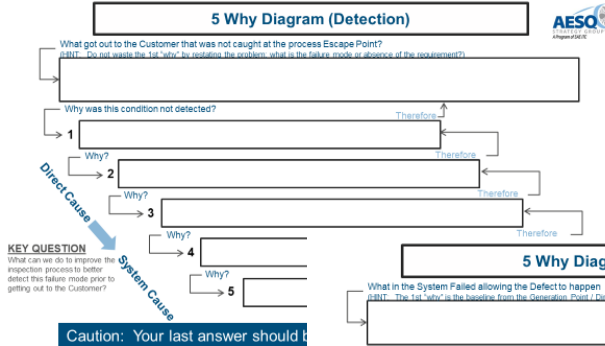 5 Why Diagram (Detection)
AESQ
STRATEGY GROUP
A Program of SAE ITC
What got out to the Customer that was not caught at the process Escape Point?
(HINT: Do not waste the 1st "why" by restating the problem, what is the failure mode or absence of the requirement?)
Why was this condition not detected?
Therefore
1
Why?
Therefore
2
Why?
Therefore
3
Therefore
Direct Cause
Why?
4
System Cause
Why?
5
KEY QUESTION
What can we do to improve the
inspection process to better
detect this failure mode prior to
getting out to the Customer?
5 Why Diag
What in the System Failed allowing the Defect to happen
(HINT: The 1st "why" is the baseline from the Generation Point / Di
Caution: Your last answer should b